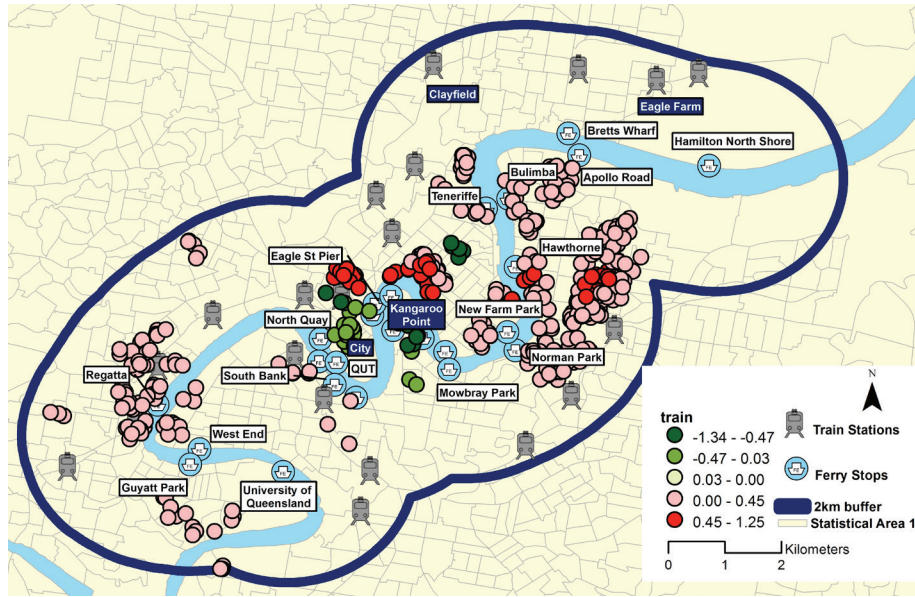 Clayfield
Eagle Farm
Bretts Wharf
Hamilton North Shore
Bulimba
Apollo Road
Teneriffe
Hawthorne
Eagle St Pier
Kangaroo
Point
New Farm Park
North Quay
City
QUT
Norman Park
Regatta
South Bank
Mowbray Park
West End
Guyatt Park
University of
Queensland
N
train
-1.34 - -0.47
-0.47 - 0.03
0.03 - 0.00
0.00 - 0.45
0.45 - 1.25
Train Stations
FE
Ferry Stops
2km buffer
Statistical Area 1
0 1 2
Kilometers